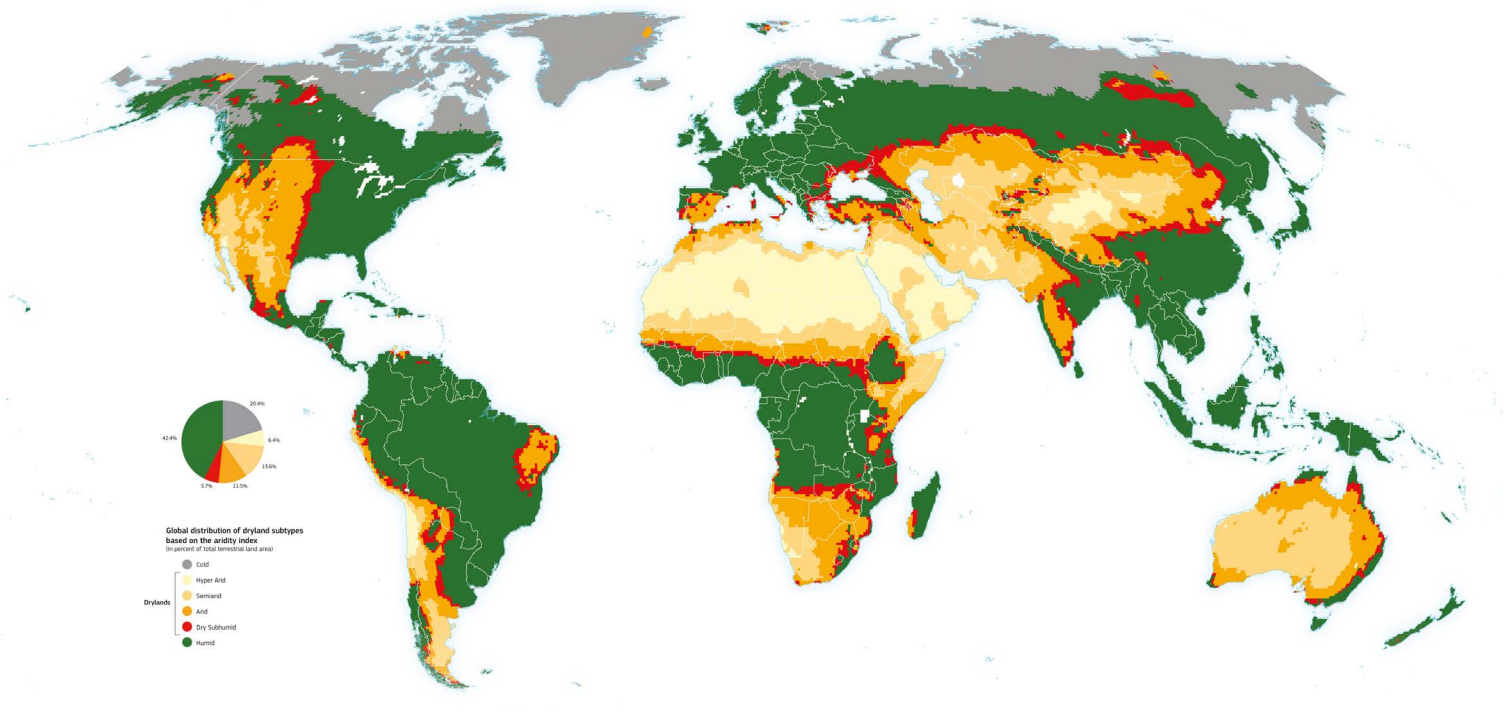 20.4%
42.4%
6.4%
13.6%
5.7%
11.5%
Global distribution of dryland subtypes
based on the aridity index
(in percent of total terrestrial land area)
Cold
Hyper Arid
Semiarid
Drylands
Arid
Dry Subhumid
Humid